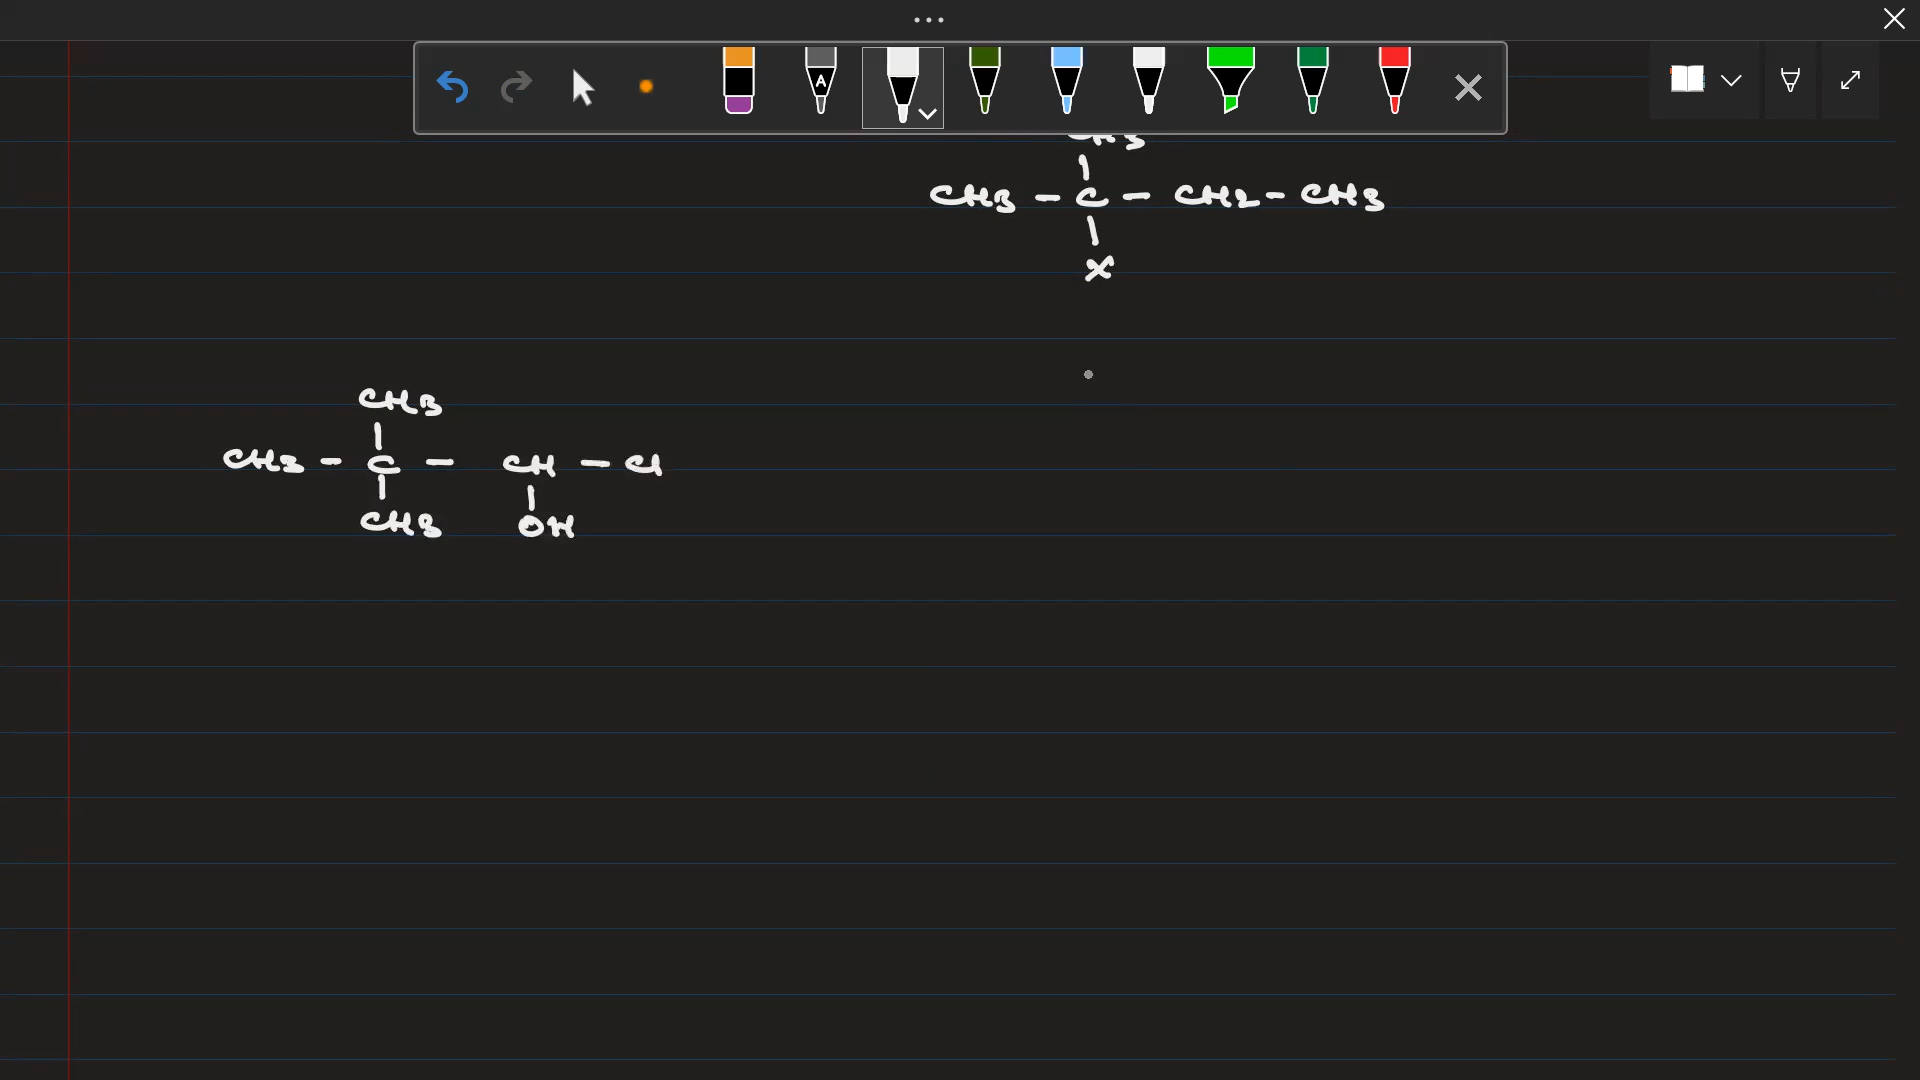 CH3
CH3 - C - CH2 - CH3
X
CH3
CH3 - C - CH - Cl
CH3 OH